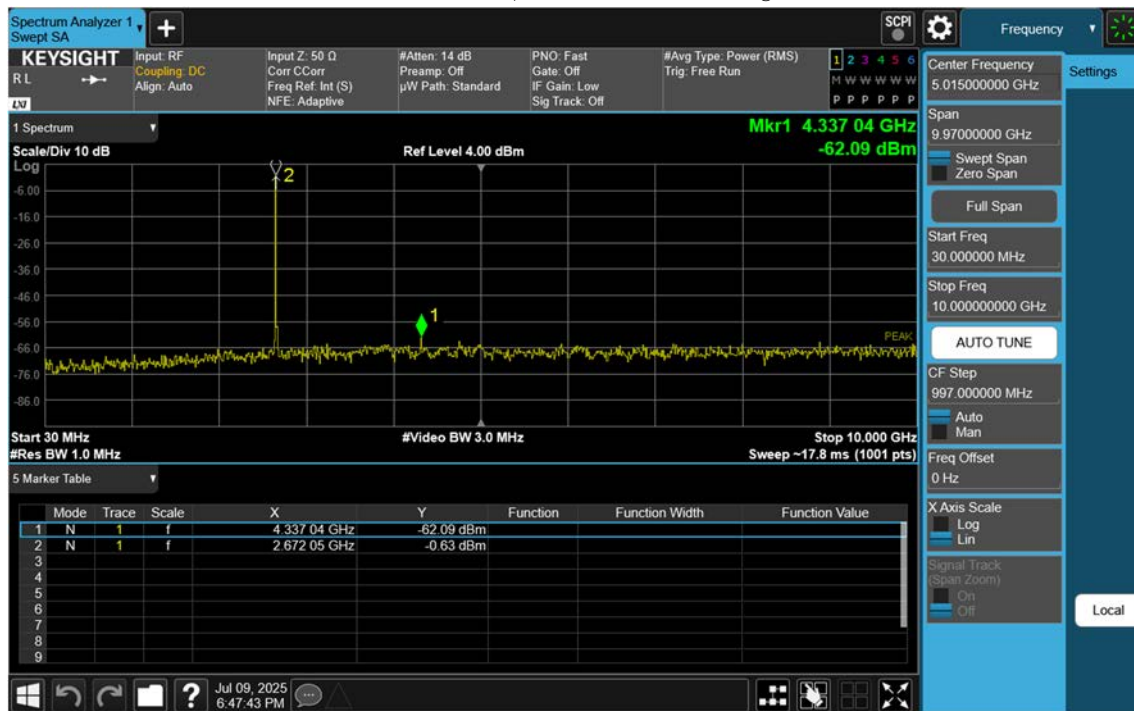 Spectrum Analyzer 1
Swept SA
SCPI
Frequency
KEYSIGHT
R L
LXI
Input: RF
Coupling: DC
Align: Auto
Input Z: 50 Ω
Corr CCorr
Freq Ref: Int (S)
NFE: Adaptive
#Atten: 14 dB
Preamp: Off
µW Path: Standard
PNO: Fast
Gate: Off
IF Gain: Low
Sig Track: Off
#Avg Type: Power (RMS)
Trig: Free Run
1 2 3 4 5 6
M W W W W W
P P P P P P
1 Spectrum
Scale/Div 10 dB
Ref Level 4.00 dBm
Mkr1 4.337 04 GHz
-62.09 dBm
Log
-6.00
-16.0
-26.0
-36.0
-46.0
-56.0
-66.0
-76.0
-86.0
2
1
PEAK
Start 30 MHz
#Video BW 3.0 MHz
Stop 10.000 GHz
#Res BW 1.0 MHz
Sweep ~17.8 ms (1001 pts)
5 Marker Table
Mode Trace Scale X Y Function Function Width Function Value
1 N 1 f 4.337 04 GHz -62.09 dBm
2 N 1 f 2.672 05 GHz -0.63 dBm
3
4
5
6
7
8
9
Center Frequency
5.015000000 GHz
Settings
Span
9.97000000 GHz
Swept Span
Zero Span
Full Span
Start Freq
30.000000 MHz
Stop Freq
10.000000000 GHz
AUTO TUNE
CF Step
997.000000 MHz
Auto
Man
Freq Offset
0 Hz
X Axis Scale
Log
Lin
Signal Track
(Span Zoom)
On
Off
Local
?
Jul 09, 2025
6:47:43 PM